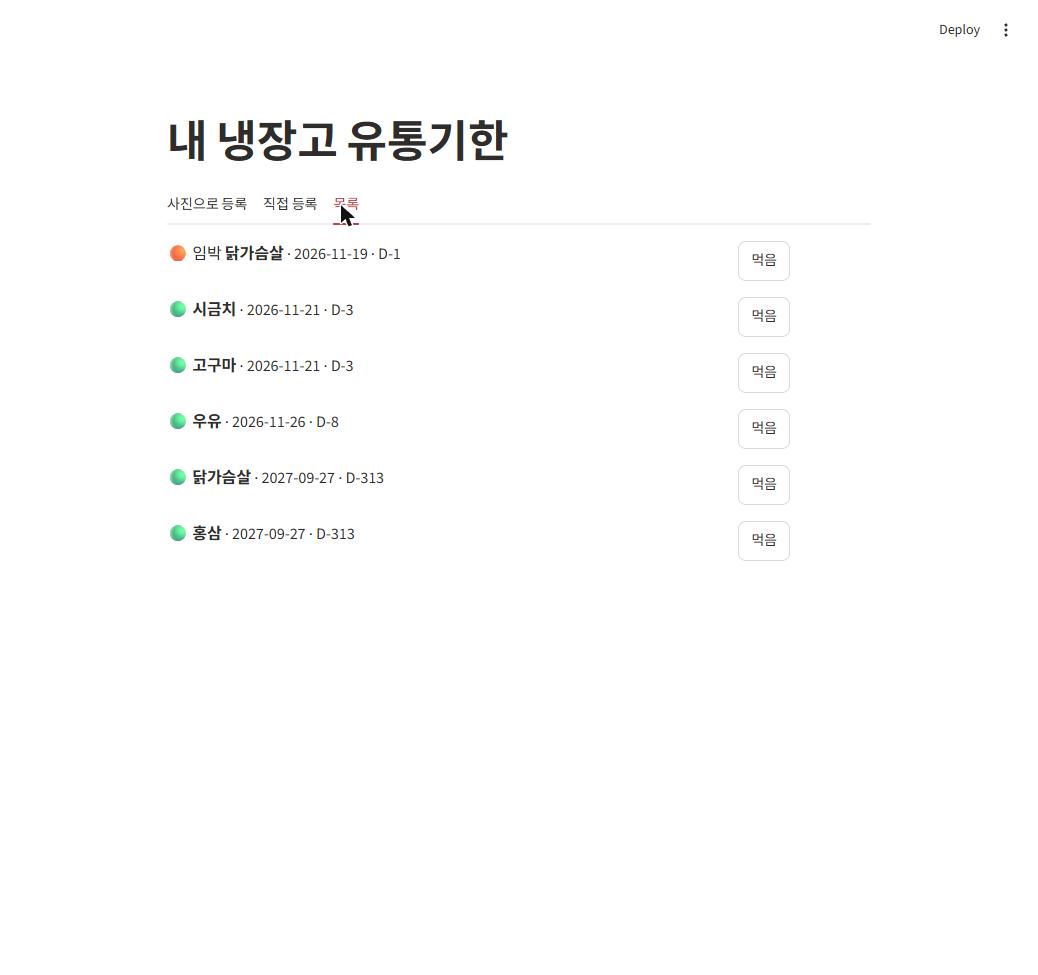 Deploy
내 냉장고 유통기한
사진으로 등록 직접 등록 목록
임박 닭가슴살 · 2026-11-19 · D-1 먹음
시금치 · 2026-11-21 · D-3 먹음
고구마 · 2026-11-21 · D-3 먹음
우유 · 2026-11-26 · D-8 먹음
닭가슴살 · 2027-09-27 · D-313 먹음
홍삼 · 2027-09-27 · D-313 먹음